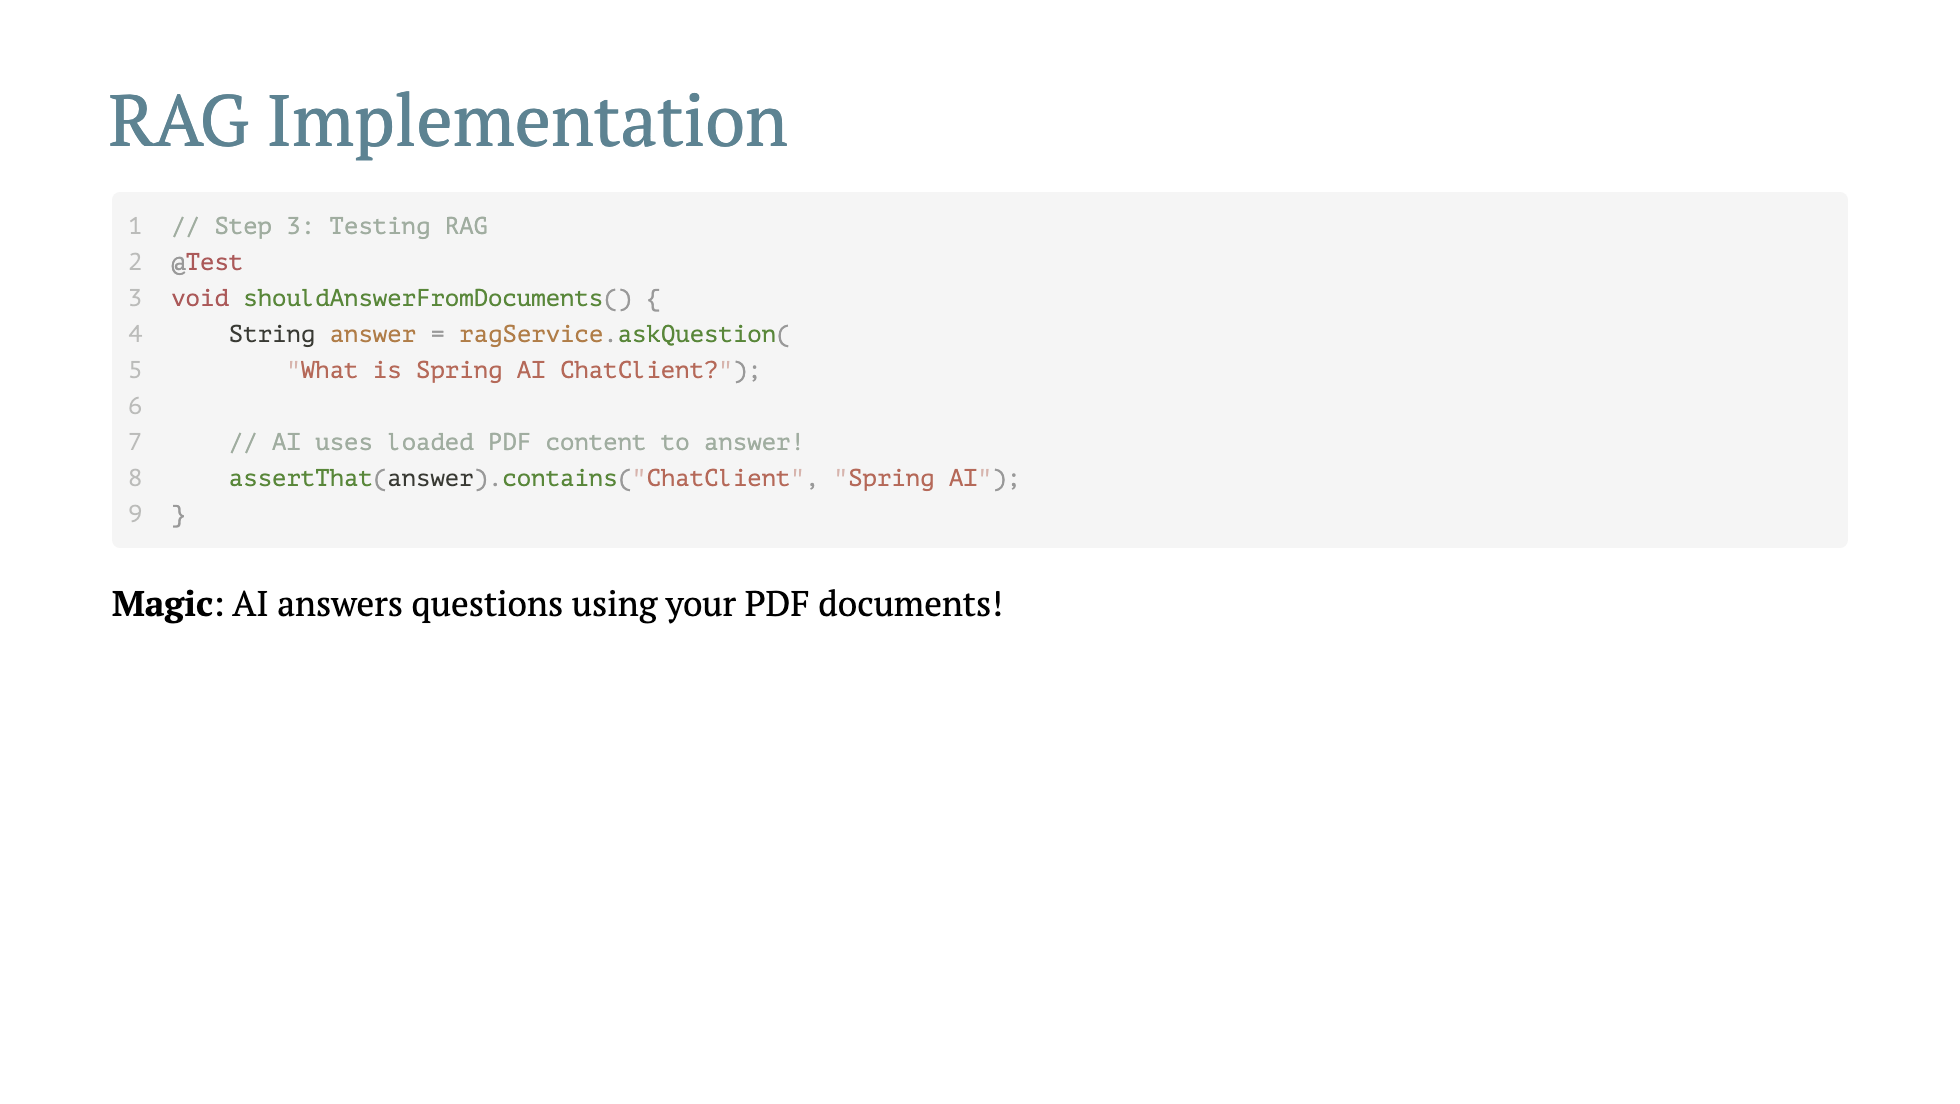 RAG Implementation
1 // Step 3: Testing RAG
2 @Test
3 void shouldAnswerFromDocuments() {
4     String answer = ragService.askQuestion(
5         "What is Spring AI ChatClient?");
6
7     // AI uses loaded PDF content to answer!
8     assertThat(answer).contains("ChatClient", "Spring AI");
9 }
Magic: AI answers questions using your PDF documents!